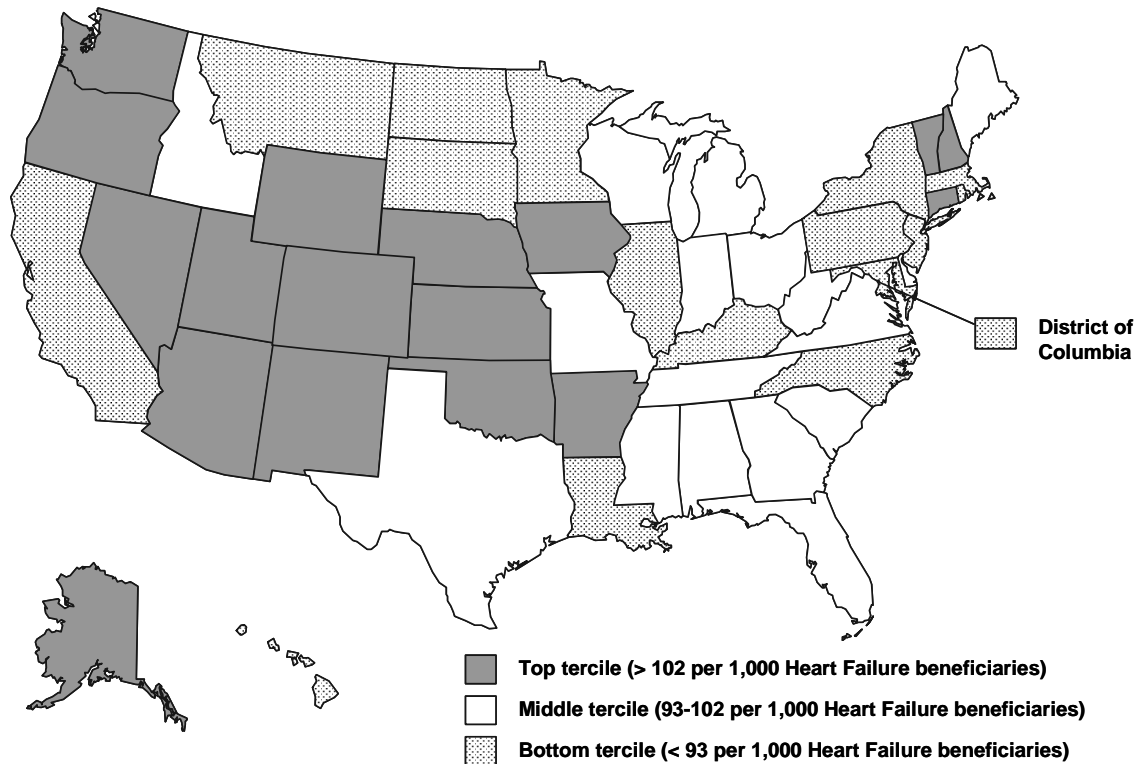 District of
Columbia
Top tercile (> 102 per 1,000 Heart Failure beneficiaries)
Middle tercile (93-102 per 1,000 Heart Failure beneficiaries)
Bottom tercile (< 93 per 1,000 Heart Failure beneficiaries)